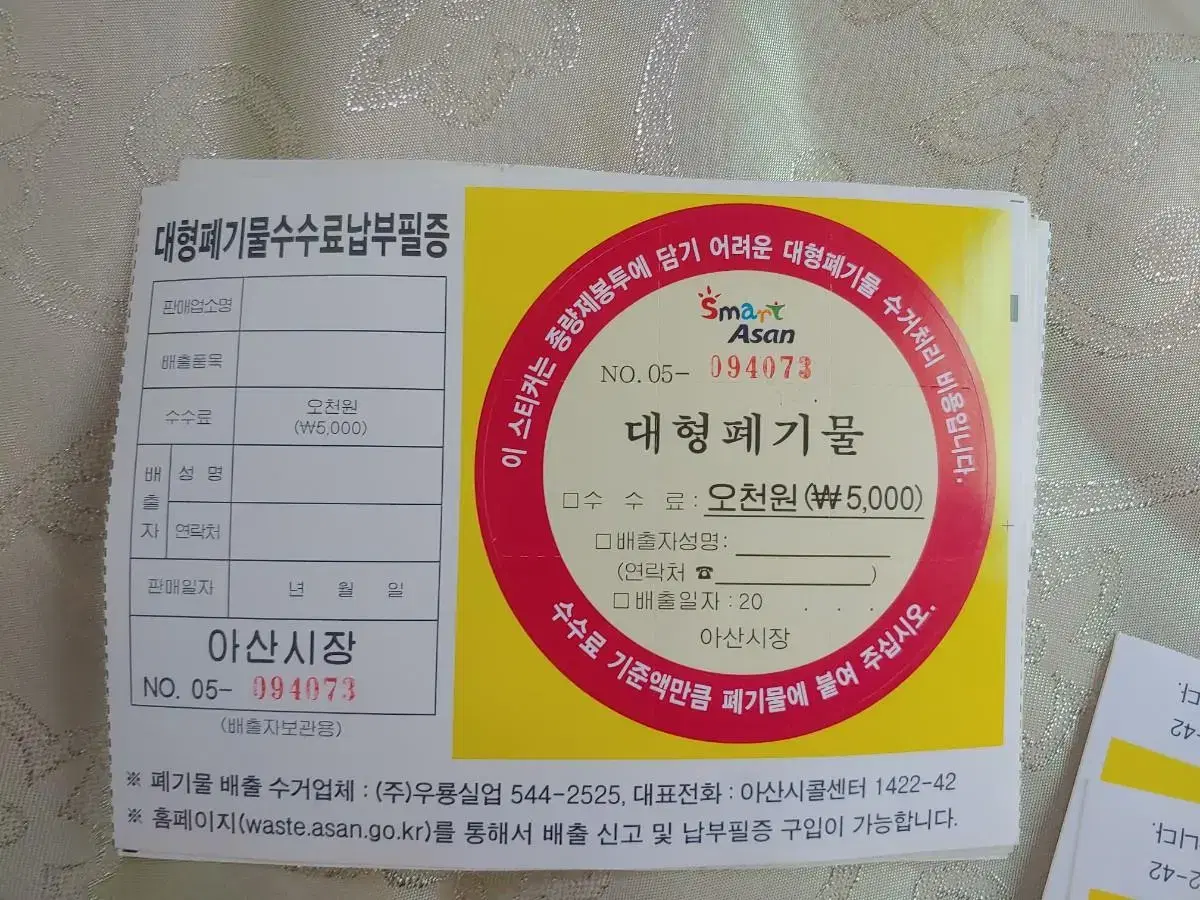 대형폐기물수수료납부필증
판매업소명
배출품목
수수료 오천원
(₩5,000)
배출자 성 명
연락처
판매일자 년 월 일
아산시장
NO. 05- 094073
(배출자보관용)
이 스티커는 종량제봉투에 담기 어려운 대형폐기물 수거처리 비용입니다.
Smart
Asan
NO. 05- 094073
대형폐기물
□수 수 료 : 오천원(₩5,000)
□배출자성명:
(연락처 ☎ )
□배출일자 : 20 . . .
아산시장
수수료 기준액만큼 폐기물에 붙여 주십시오.
※ 폐기물 배출 수거업체 : (주)우룡실업 544-2525, 대표전화 : 아산시콜센터 1422-42
※ 홈페이지(waste.asan.go.kr)를 통해서 배출 신고 및 납부필증 구입이 가능합니다.